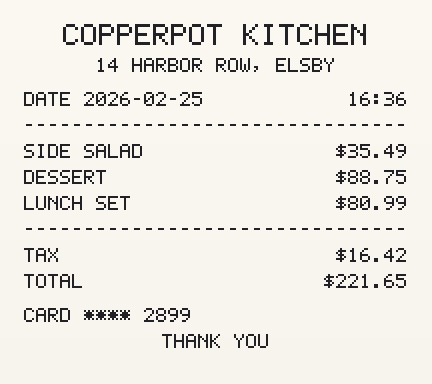 COPPERPOT KITCHEN
14 HARBOR ROW, ELSBY
DATE 2026-02-25 16:36
--------------------------------
SIDE SALAD $35.49
DESSERT $88.75
LUNCH SET $80.99
--------------------------------
TAX $16.42
TOTAL $221.65
CARD **** 2899
THANK YOU